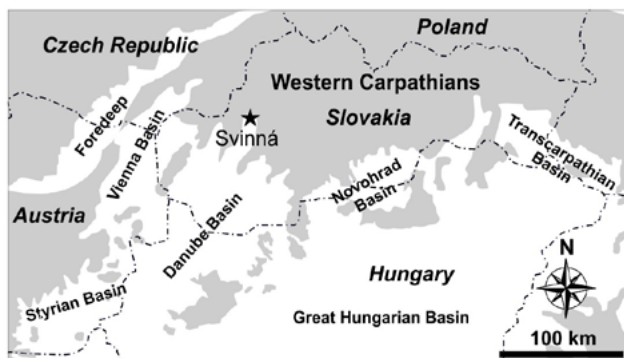 Czech Republic
Poland
Western Carpathians
Slovakia
Svinná
Foredeep
Vienna Basin
Transcarpathian
Basin
Novohrad
Basin
Austria
Danube Basin
Hungary
N
Styrian Basin
Great Hungarian Basin
100 km